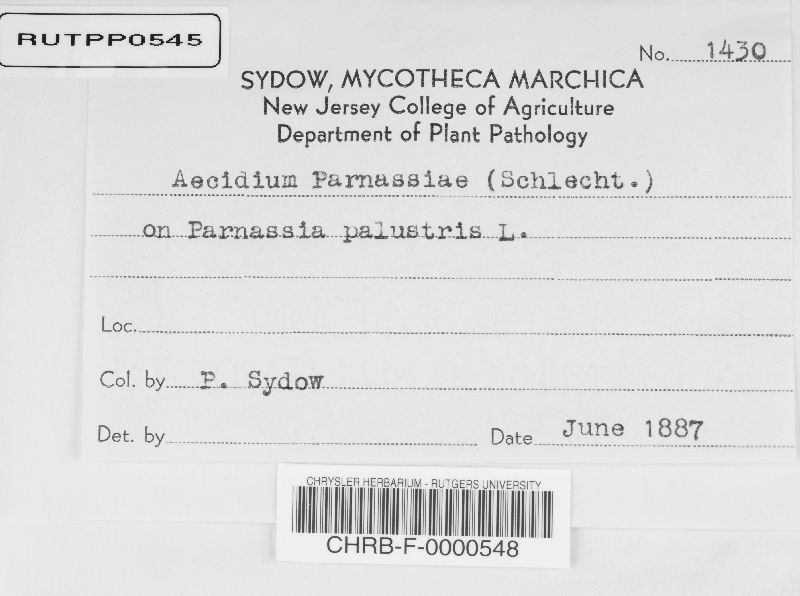 RUTPP0545
No. 1430
SYDOW, MYCOTHECA MARCHICA
New Jersey College of Agriculture
Department of Plant Pathology
Aecidium Parnassiae (Schlecht.)
on Parnassia palustris L.
Loc.
Col. by P. Sydow
Det. by Date June 1887
CHRYSLER HERBARIUM - RUTGERS UNIVERSITY
CHRB-F-0000548